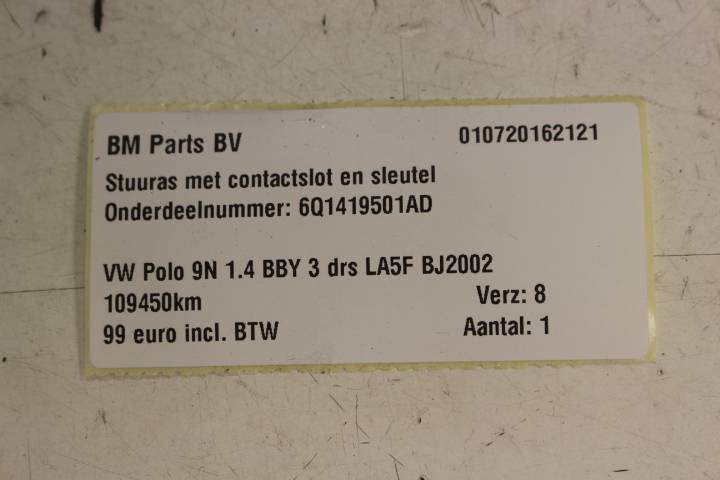 BM Parts BV 010720162121
Stuuras met contactslot en sleutel
Onderdeelnummer: 6Q1419501AD
VW Polo 9N 1.4 BBY 3 drs LA5F BJ2002
109450km Verz: 8
99 euro incl. BTW Aantal: 1